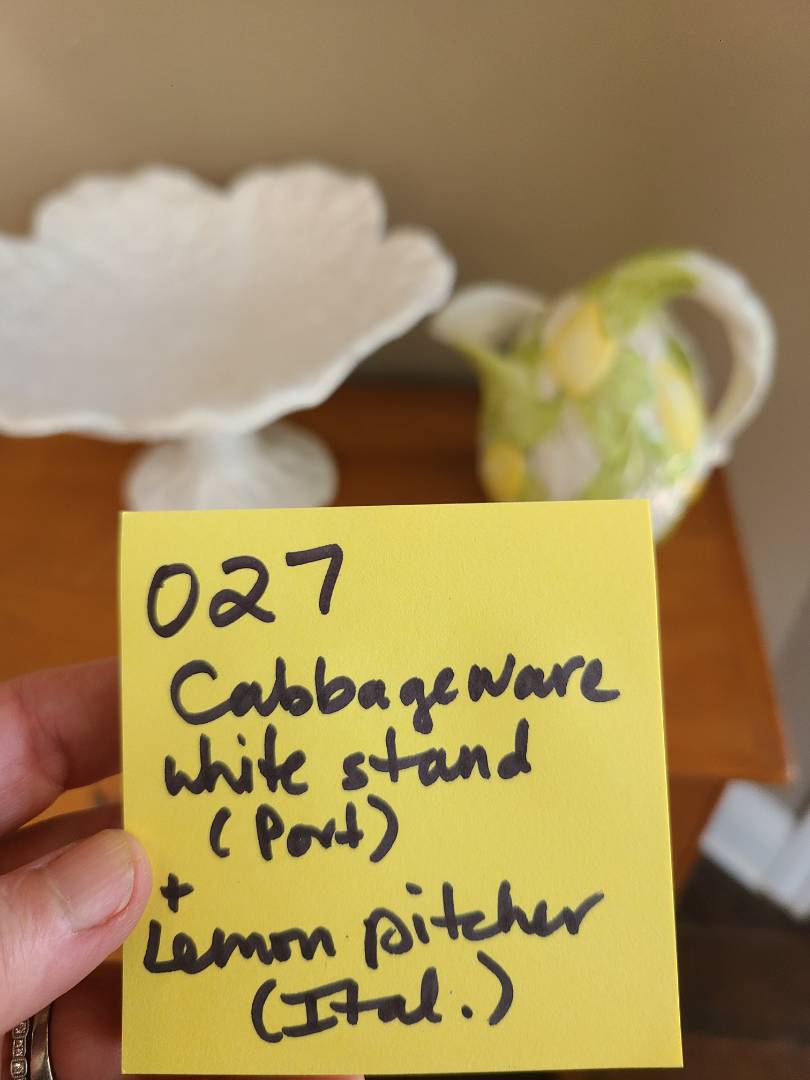 027
Cabbageware
white stand
(Port)
+
Lemon pitcher
(Ital.)